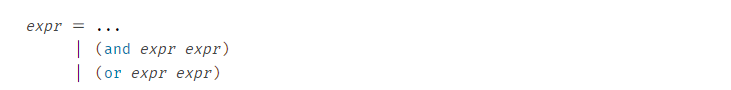 expr = ...
| (and expr expr)
| (or expr expr)